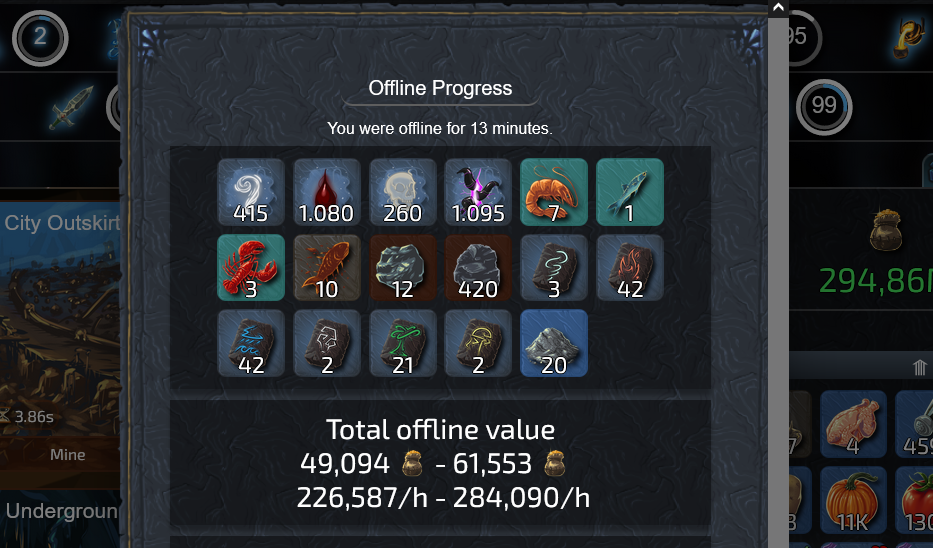 2
95
99
Offline Progress
You were offline for 13 minutes.
415 1.080 260 1.095 7 1
3 10 12 420 3 42
42 2 21 2 20
Total offline value
49,094 - 61,553
226,587/h - 284,090/h
City Outskirt
3.86s
Mine
Undergroun
294,86
7 4 459
8 11K 130